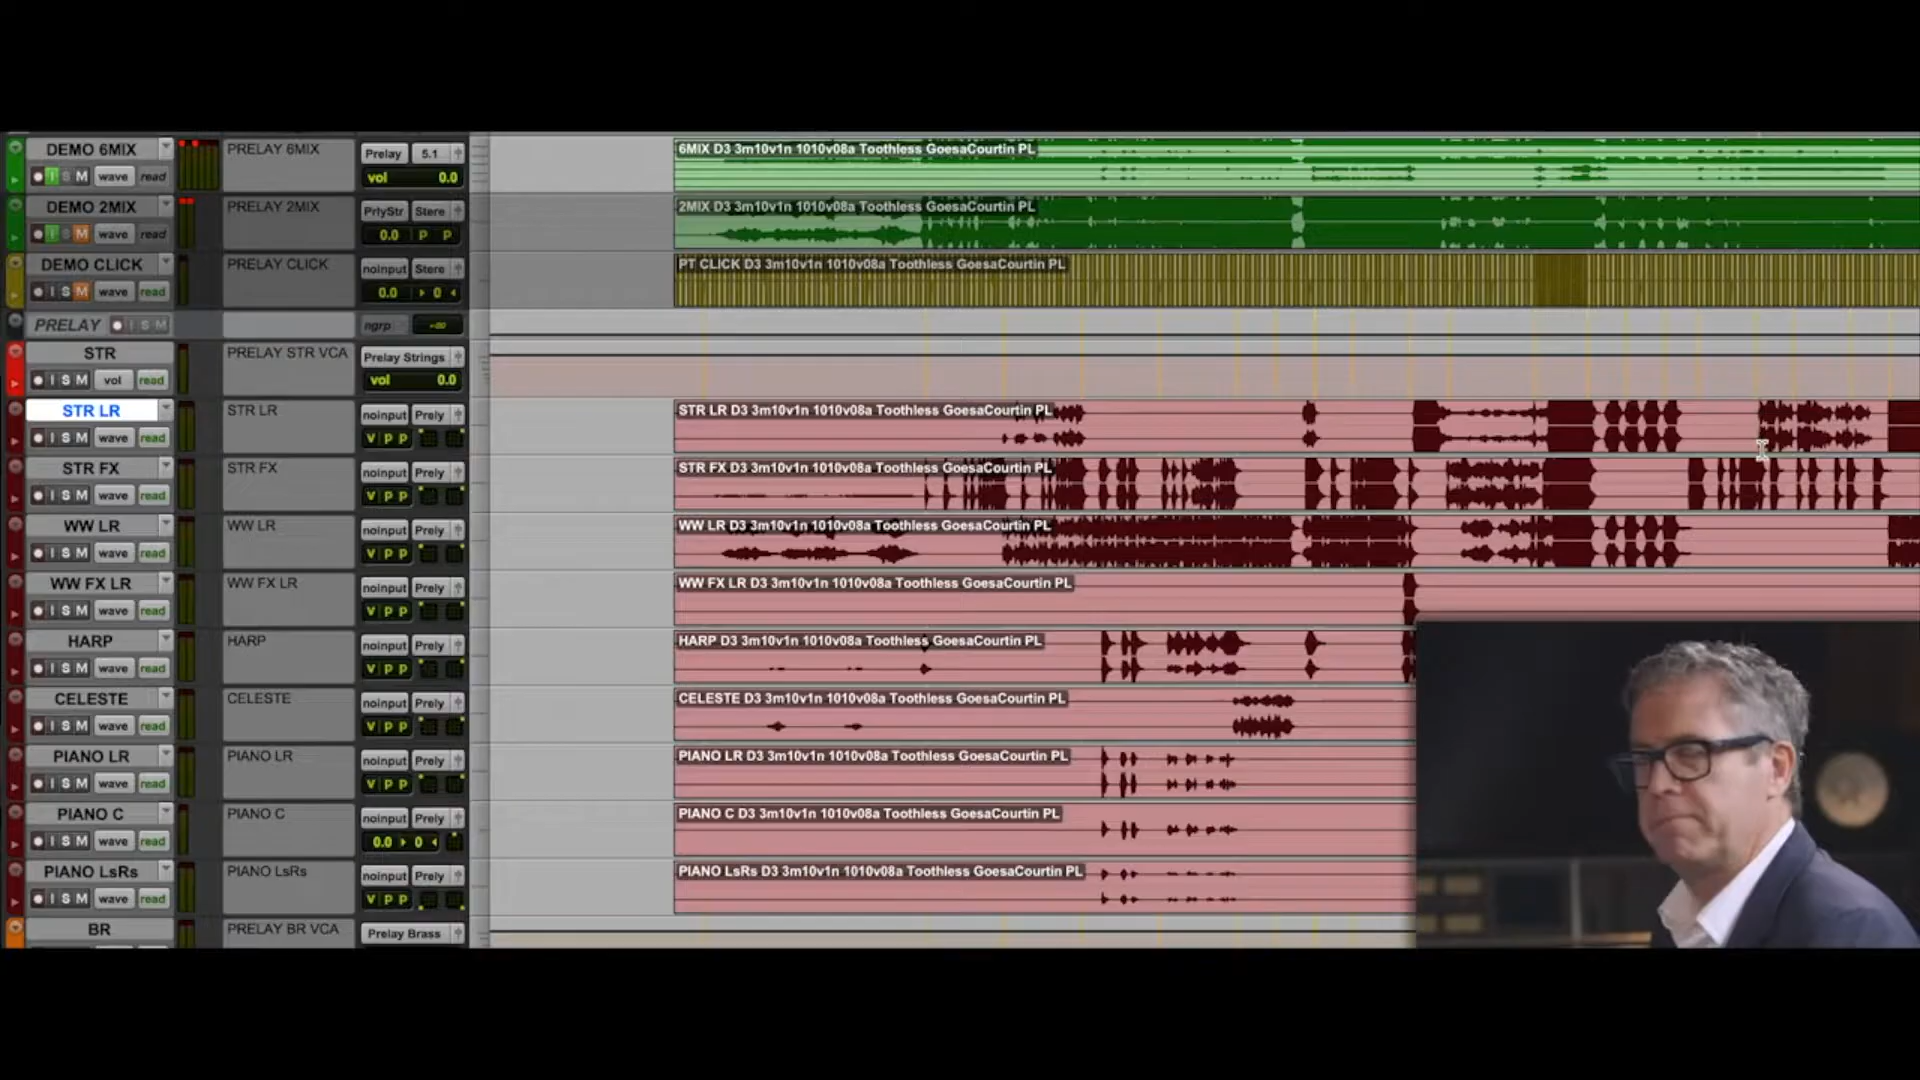 DEMO 6MIX PRELAY 6MIX Prelay 5.1 6MIX D3 3m10v1n 1010v08a Toothless GoesaCourtin PL
I S M wave read vol 0.0
DEMO 2MIX PRELAY 2MIX PrlyStr Stere 2MIX D3 3m10v1n 1010v08a Toothless GoesaCourtin PL
I S M wave read 0.0 P P
DEMO CLICK PRELAY CLICK noinput Stere PT CLICK D3 3m10v1n 1010v08a Toothless GoesaCourtin PL
I S M wave read 0.0 0
PRELAY I S M ngrp -∞
STR PRELAY STR VCA Prelay Strings
I S M vol read vol 0.0
STR LR STR LR noinput Prely STR LR D3 3m10v1n 1010v08a Toothless GoesaCourtin PL
I S M wave read V P P
STR FX STR FX noinput Prely STR FX D3 3m10v1n 1010v08a Toothless GoesaCourtin PL
I S M wave read V P P
WW LR WW LR noinput Prely WW LR D3 3m10v1n 1010v08a Toothless GoesaCourtin PL
I S M wave read V P P
WW FX LR WW FX LR noinput Prely WW FX LR D3 3m10v1n 1010v08a Toothless GoesaCourtin PL
I S M wave read V P P
HARP HARP noinput Prely HARP D3 3m10v1n 1010v08a Toothless GoesaCourtin PL
I S M wave read V P P
CELESTE CELESTE noinput Prely CELESTE D3 3m10v1n 1010v08a Toothless GoesaCourtin PL
I S M wave read V P P
PIANO LR PIANO LR noinput Prely PIANO LR D3 3m10v1n 1010v08a Toothless GoesaCourtin PL
I S M wave read V P P
PIANO C PIANO C noinput Prely PIANO C D3 3m10v1n 1010v08a Toothless GoesaCourtin PL
I S M wave read 0.0 0
PIANO LsRs PIANO LsRs noinput Prely PIANO LsRs D3 3m10v1n 1010v08a Toothless GoesaCourtin PL
I S M wave read V P P
BR PRELAY BR VCA Prelay Brass